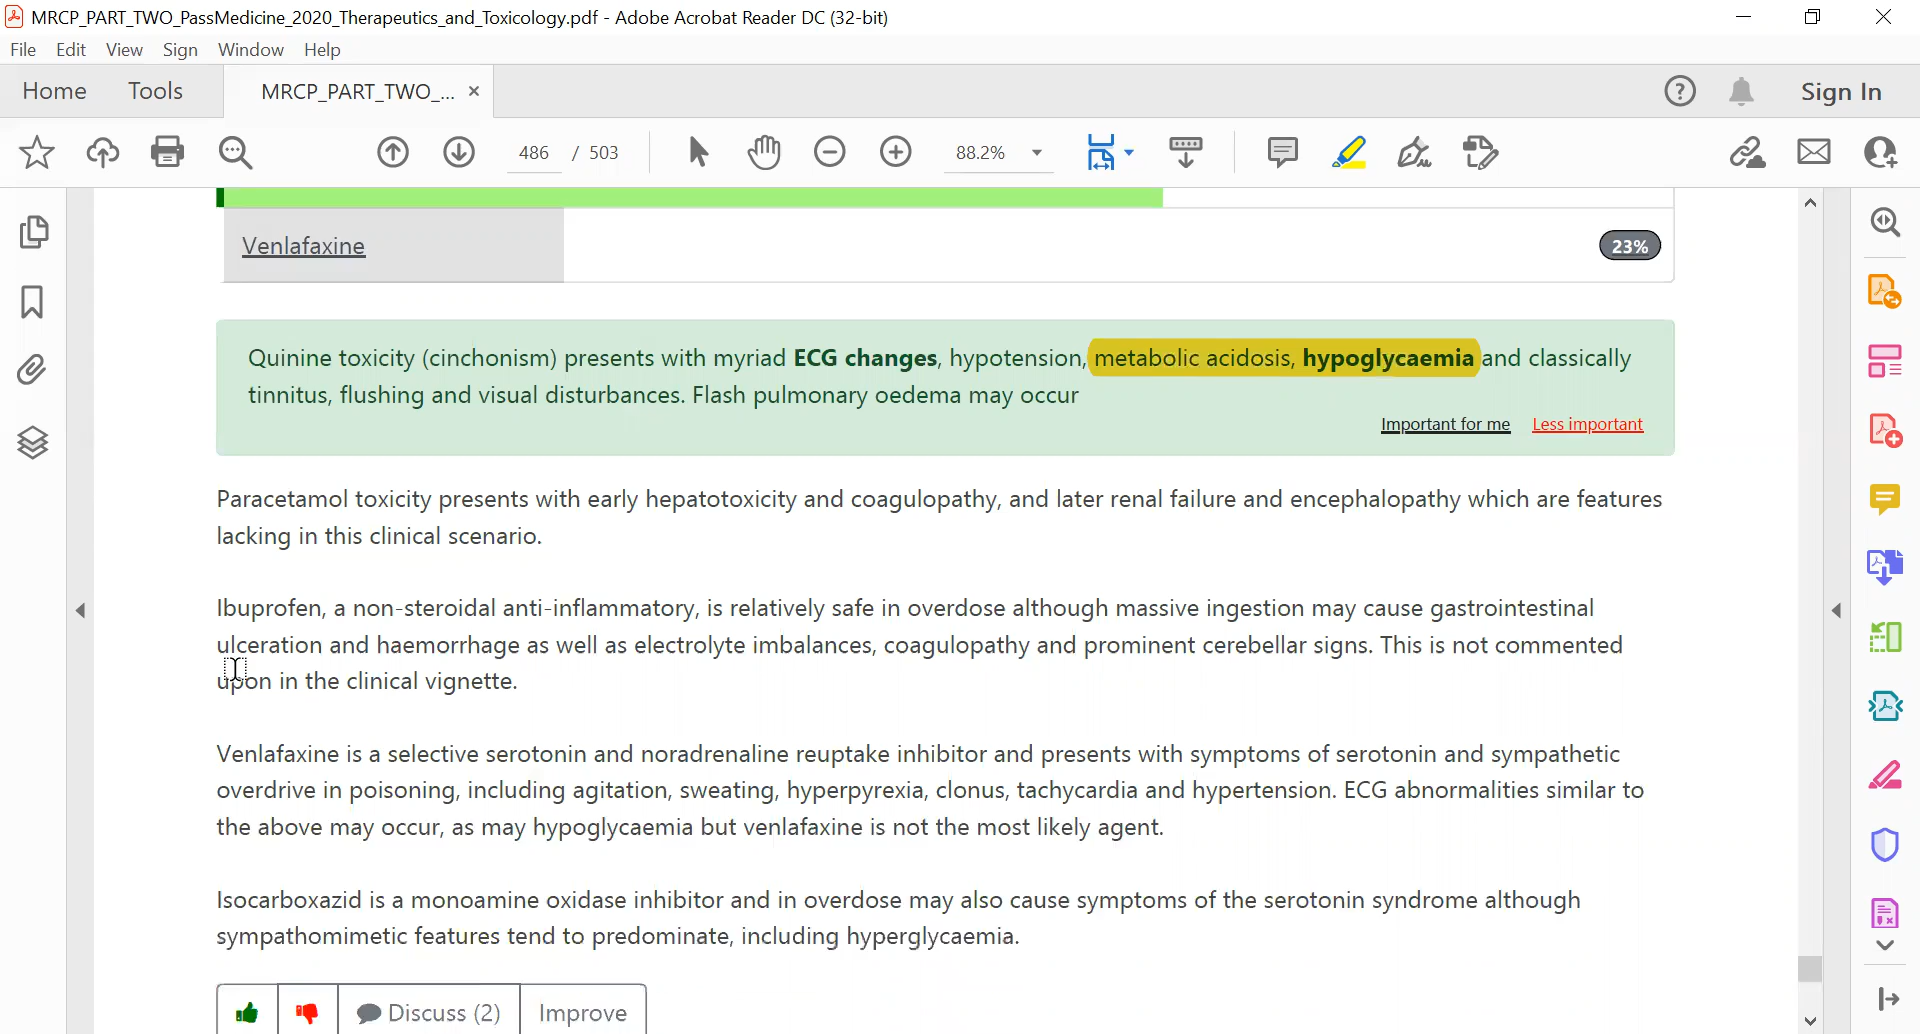 MRCP_PART_TWO_PassMedicine_2020_Therapeutics_and_Toxicology.pdf - Adobe Acrobat Reader DC (32-bit)
File Edit View Sign Window Help
Home Tools MRCP_PART_TWO_... × Sign In
486 / 503 88.2%
Venlafaxine 23%
Quinine toxicity (cinchonism) presents with myriad ECG changes, hypotension, metabolic acidosis, hypoglycaemia and classically
tinnitus, flushing and visual disturbances. Flash pulmonary oedema may occur
Important for me Less important
Paracetamol toxicity presents with early hepatotoxicity and coagulopathy, and later renal failure and encephalopathy which are features
lacking in this clinical scenario.
Ibuprofen, a non-steroidal anti-inflammatory, is relatively safe in overdose although massive ingestion may cause gastrointestinal
ulceration and haemorrhage as well as electrolyte imbalances, coagulopathy and prominent cerebellar signs. This is not commented
upon in the clinical vignette.
Venlafaxine is a selective serotonin and noradrenaline reuptake inhibitor and presents with symptoms of serotonin and sympathetic
overdrive in poisoning, including agitation, sweating, hyperpyrexia, clonus, tachycardia and hypertension. ECG abnormalities similar to
the above may occur, as may hypoglycaemia but venlafaxine is not the most likely agent.
Isocarboxazid is a monoamine oxidase inhibitor and in overdose may also cause symptoms of the serotonin syndrome although
sympathomimetic features tend to predominate, including hyperglycaemia.
Discuss (2) Improve